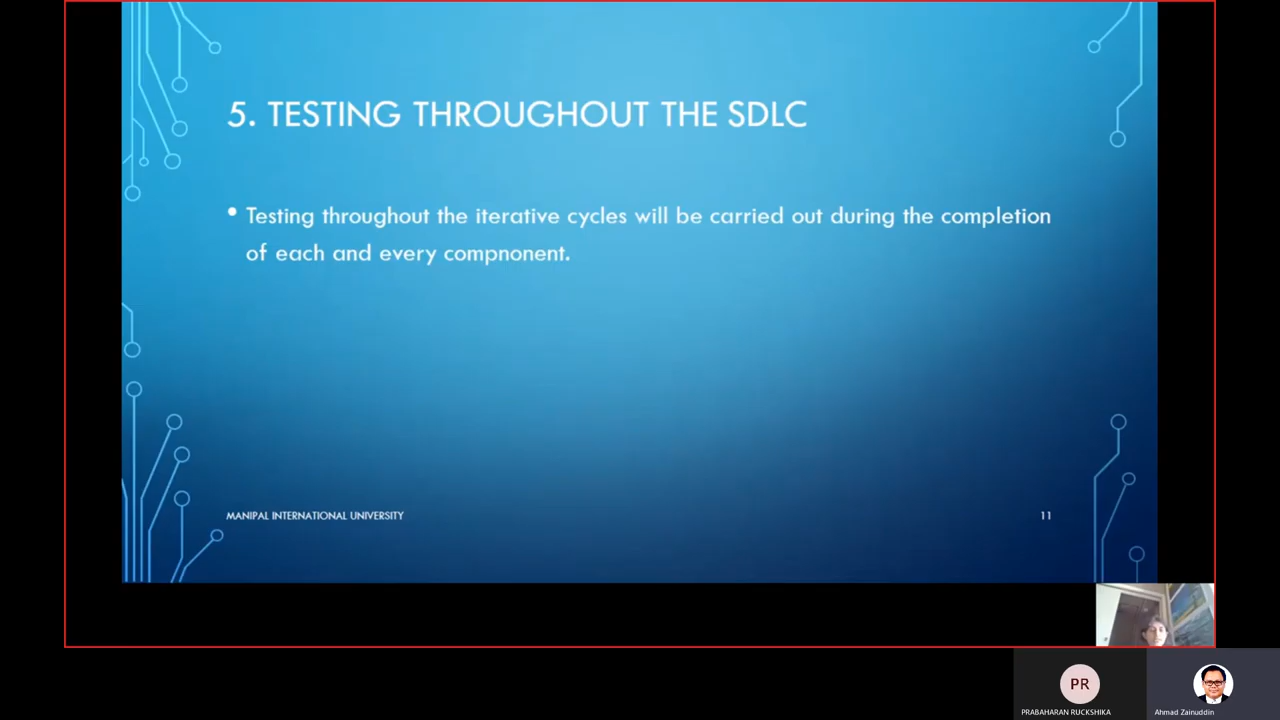 5. TESTING THROUGHOUT THE SDLC
• Testing throughout the iterative cycles will be carried out during the completion
of each and every compnonent.
MANIPAL INTERNATIONAL UNIVERSITY
11
PR
PRABAHARAN RUCKSHIKA
Ahmad Zainuddin